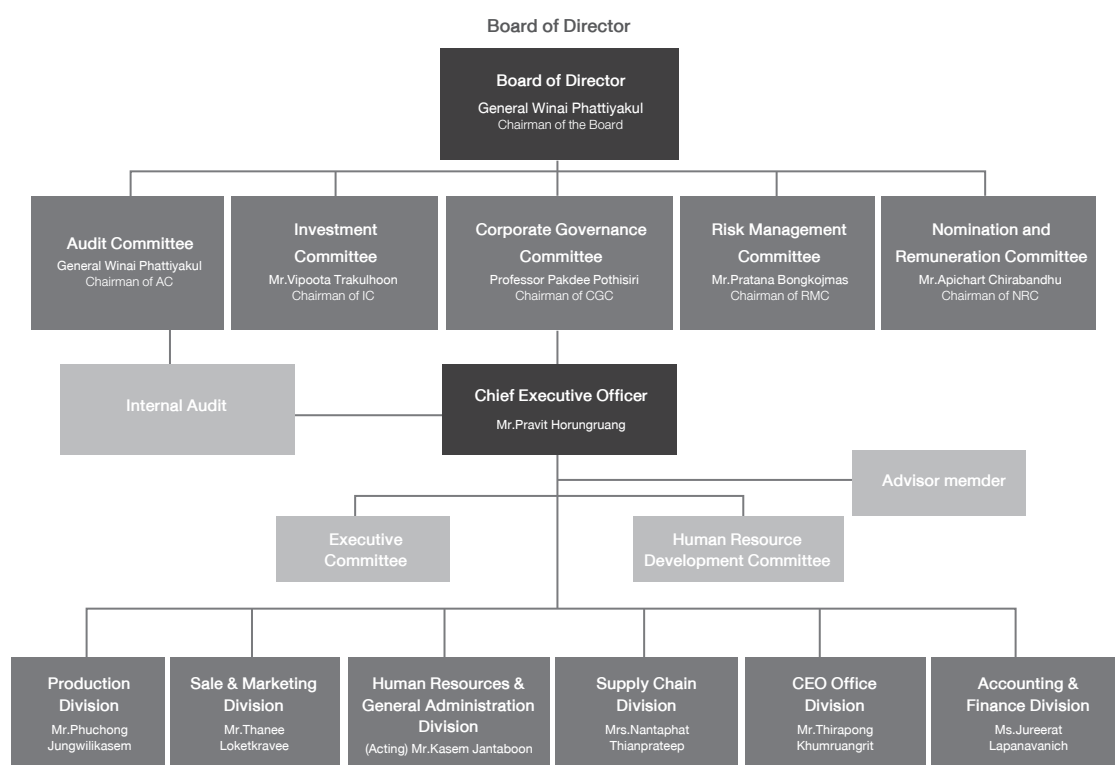 Board of Director
Board of Director
General Winai Phattiyakul
Chairman of the Board
Audit Committee
General Winai Phattiyakul
Chairman of AC
Investment
Committee
Mr.Vipoota Trakulhoon
Chairman of IC
Corporate Governance
Committee
Professor Pakdee Pothisiri
Chairman of CGC
Risk Management
Committee
Mr.Pratana Bongkojmas
Chairman of RMC
Nomination and
Remuneration Committee
Mr.Apichart Chirabandhu
Chairman of NRC
Internal Audit
Chief Executive Officer
Mr.Pravit Horungruang
Advisor memder
Executive
Committee
Human Resource
Development Committee
Production
Division
Mr.Phuchong
Jungwilikasem
Sale & Marketing
Division
Mr.Thanee
Loketkravee
Human Resources &
General Administration
Division
(Acting) Mr.Kasem Jantaboon
Supply Chain
Division
Mrs.Nantaphat
Thianprateep
CEO Office
Division
Mr.Thirapong
Khumruangrit
Accounting &
Finance Division
Ms.Jureerat
Lapanavanich